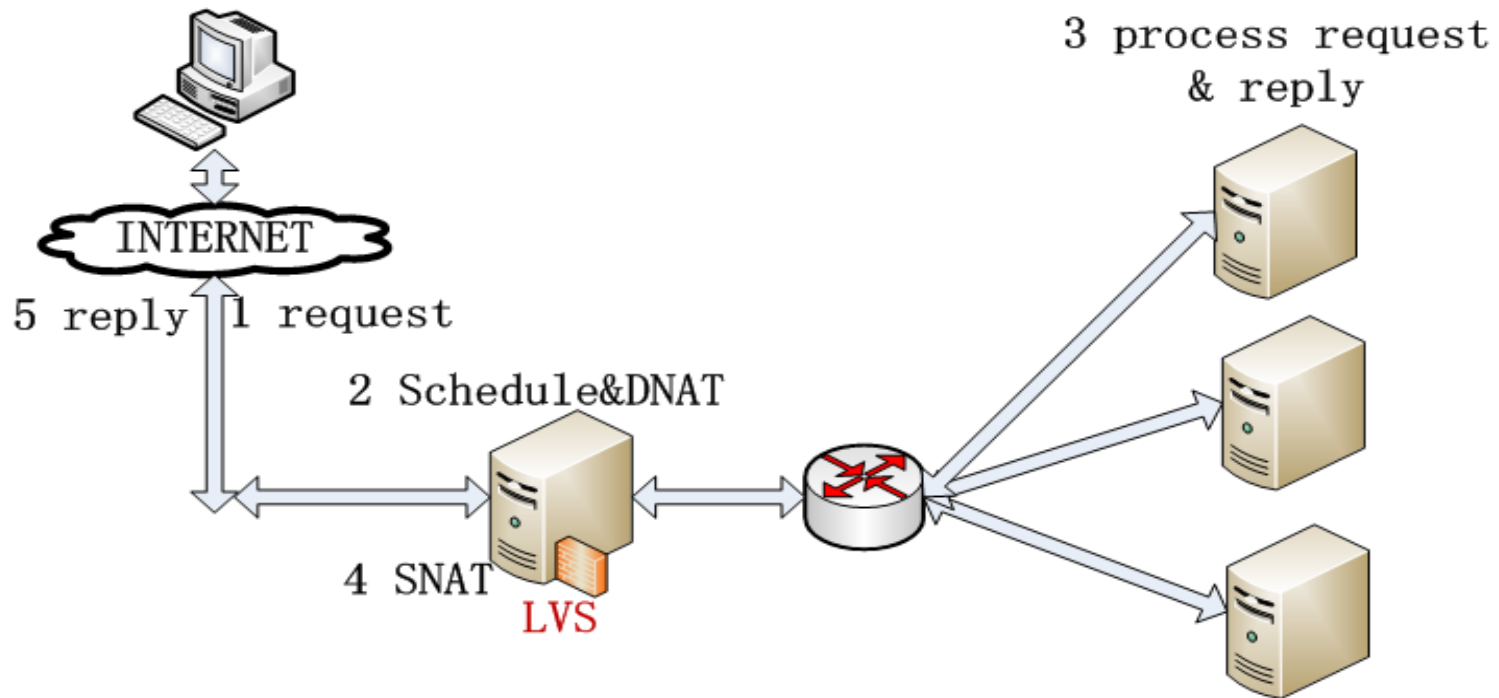 3 process request
& reply
INTERNET
5 reply
1 request
2 Schedule&DNAT
4 SNAT
LVS